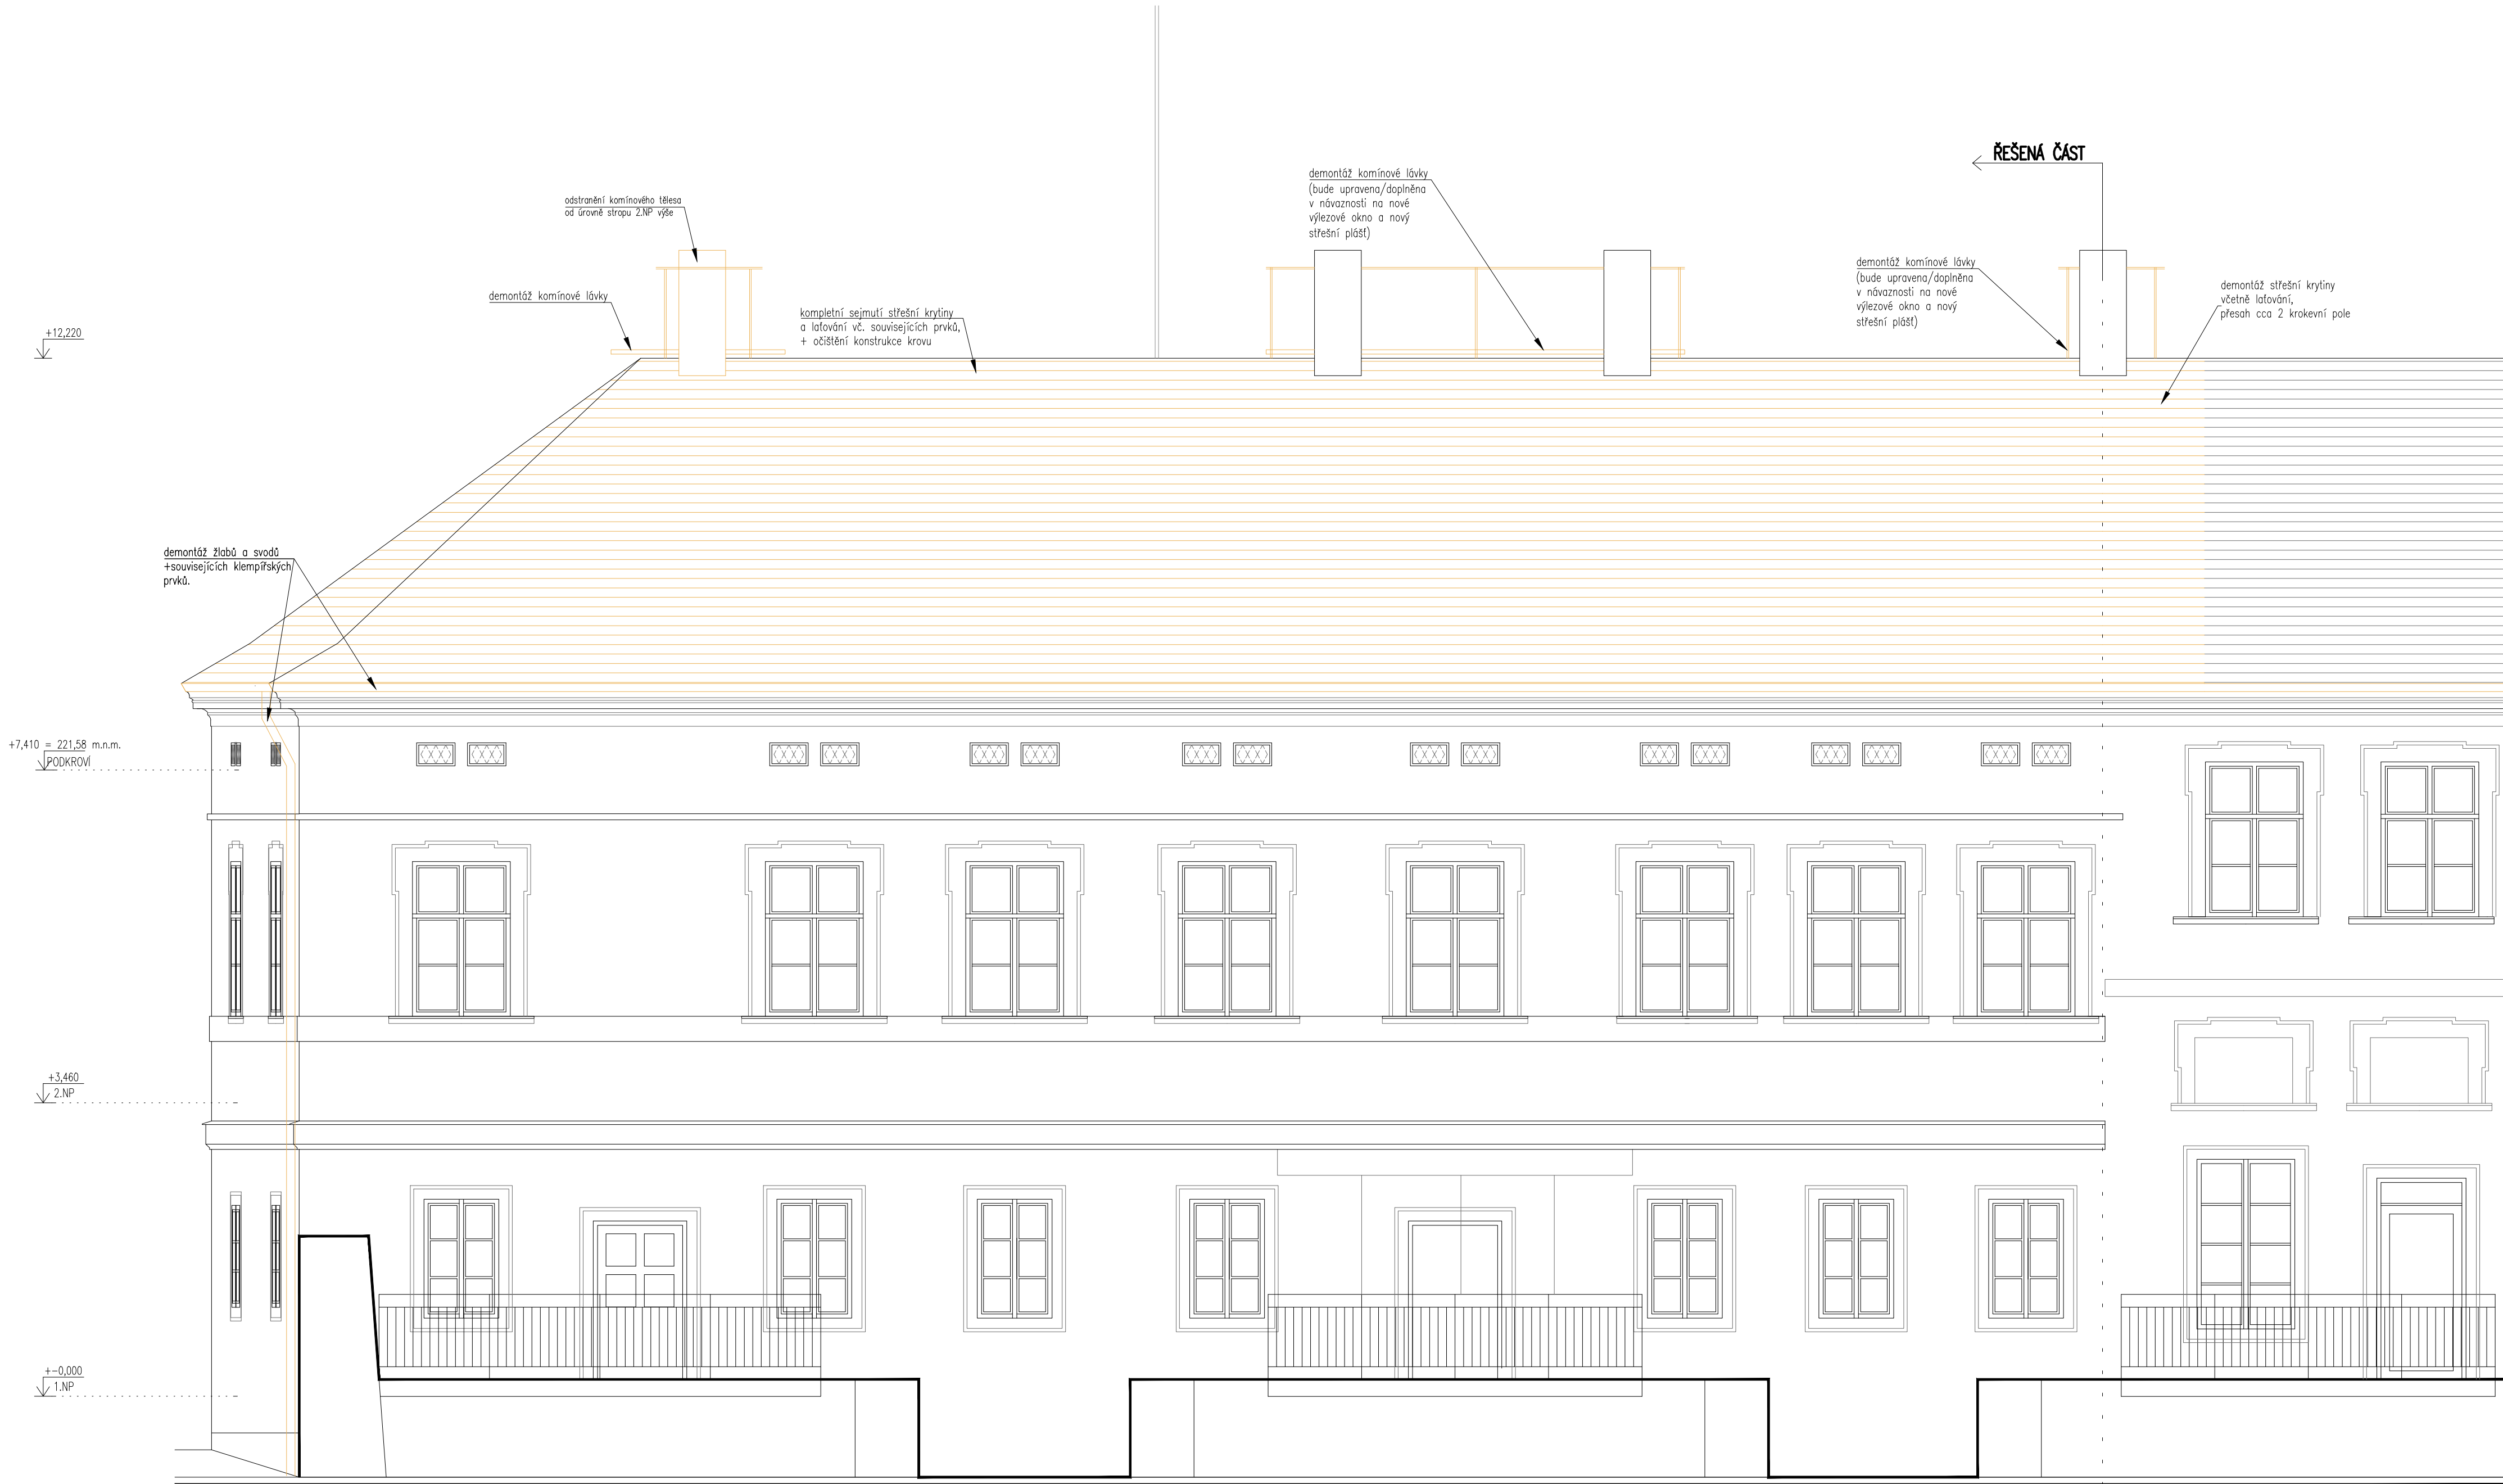 ŘEŠENÁ ČÁST
demontáž komínové lávky
(bude upravena/doplněna
v návaznosti na nové
výlezové okno a nový
střešní plášť)
odstranění komínového tělesa
od úrovně stropu 2.NP výše
demontáž komínové lávky
(bude upravena/doplněna
v návaznosti na nové
výlezové okno a nový
střešní plášť)
demontáž střešní krytiny
včetně laťování,
přesah cca 2 krokevní pole
demontáž komínové lávky
kompletní sejmutí střešní krytiny
a laťování vč. souvisejících prvků,
+ očištění konstrukce krovu
+12,220
demontáž žlabů a svodů
+souvisejících klempířských
prvků.
+7,410 = 221,58 m.n.m.
PODKROVÍ
+3,460
2.NP
+-0,000
1.NP